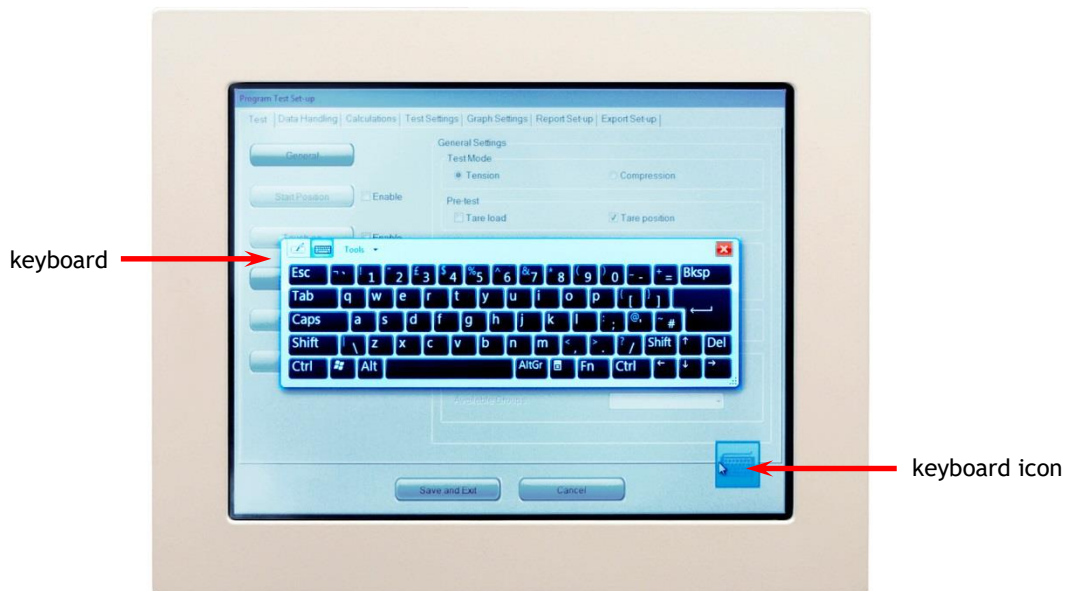 Program Test Set-up
Test Data Handling Calculations Test Settings Graph Settings Report Set-up Export Set-up
General Settings
General
Test Mode
Tension Compression
Start Position Enable
Pre-test
Tare load Tare position
Enable
keyboard
Tools
Esc ¬ ` ! 1 " 2 £ 3 $ 4 % 5 ^ 6 & 7 * 8 ( 9 ) 0 _ - + = Bksp
Tab q w e r t y u i o p { [ } ]
Caps a s d f g h j k l : ; @ ' ~ #
Shift | \ z x c v b n m < , > . ? / Shift ↑ Del
Ctrl Alt AltGr Fn Ctrl ← ↓ →
Available Groups
keyboard icon
Save and Exit Cancel